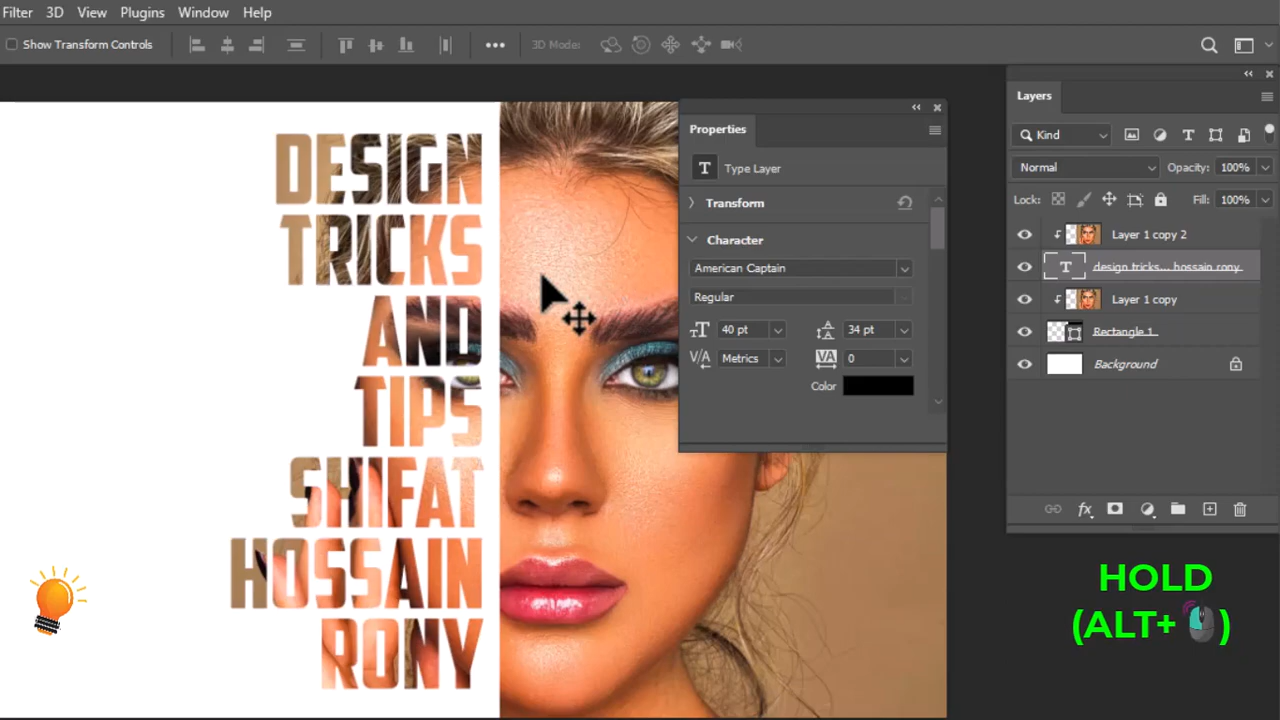 Filter 3D View Plugins Window Help
Show Transform Controls
3D Mode:
DESIGN
TRICKS
AND
TIPS
SHIFAT
HOSSAIN
RONY
Properties
T Type Layer
Transform
Character
American Captain
Regular
40 pt 34 pt
Metrics 0
Color
Layers
Kind
Normal Opacity: 100%
Lock: Fill: 100%
Layer 1 copy 2
T design tricks... hossain rony
Layer 1 copy
Rectangle 1
Background
fx
HOLD
(ALT+ )